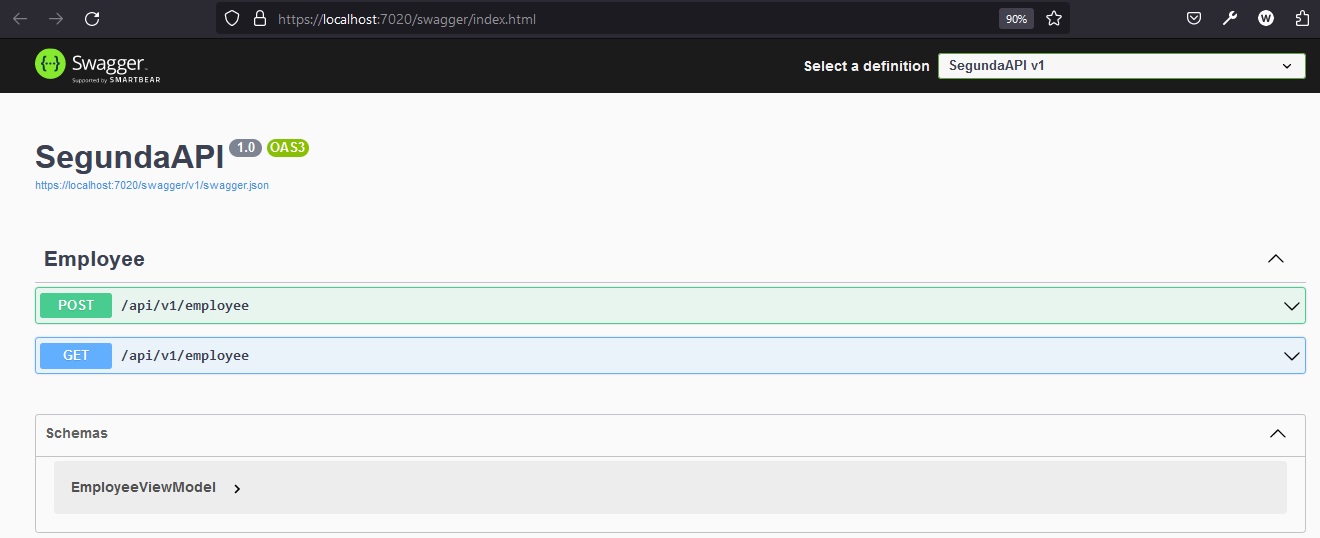 https://localhost:7020/swagger/index.html 90% W
Swagger
Supported by SMARTBEAR
Select a definition SegundaAPI v1
SegundaAPI 1.0 OAS3
https://localhost:7020/swagger/v1/swagger.json
Employee
POST /api/v1/employee
GET /api/v1/employee
Schemas
EmployeeViewModel